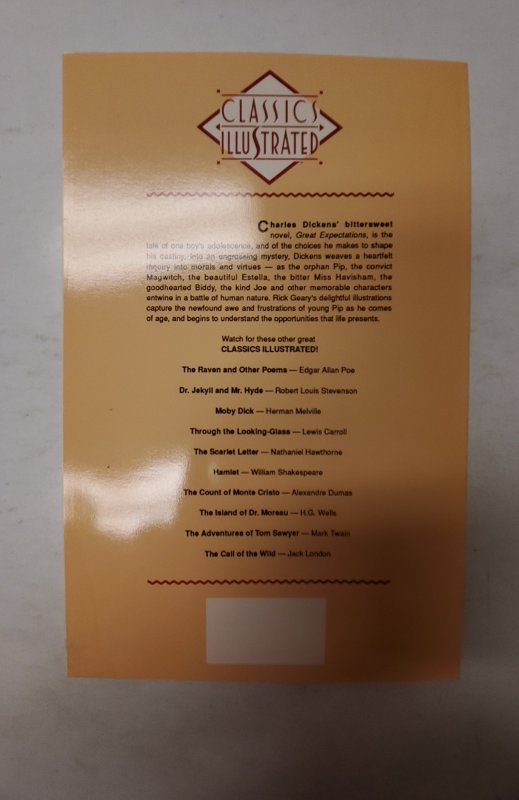 CLASSICS
ILLUSTRATED
Charles Dickens' bittersweet
novel, Great Expectations, is the
tale of one boy's adolescence, and of the choices he makes to shape
his destiny. Into an engrossing mystery, Dickens weaves a heartfelt
inquiry into morals and virtues — as the orphan Pip, the convict
Magwitch, the beautiful Estella, the bitter Miss Havisham, the
goodhearted Biddy, the kind Joe and other memorable characters
entwine in a battle of human nature. Rick Geary's delightful illustrations
capture the newfound awe and frustrations of young Pip as he comes
of age, and begins to understand the opportunities that life presents.
Watch for these other great
CLASSICS ILLUSTRATED!
The Raven and Other Poems — Edgar Allan Poe
Dr. Jekyll and Mr. Hyde — Robert Louis Stevenson
Moby Dick — Herman Melville
Through the Looking-Glass — Lewis Carroll
The Scarlet Letter — Nathaniel Hawthorne
Hamlet — William Shakespeare
The Count of Monte Cristo — Alexandre Dumas
The Island of Dr. Moreau — H.G. Wells
The Adventures of Tom Sawyer — Mark Twain
The Call of the Wild — Jack London